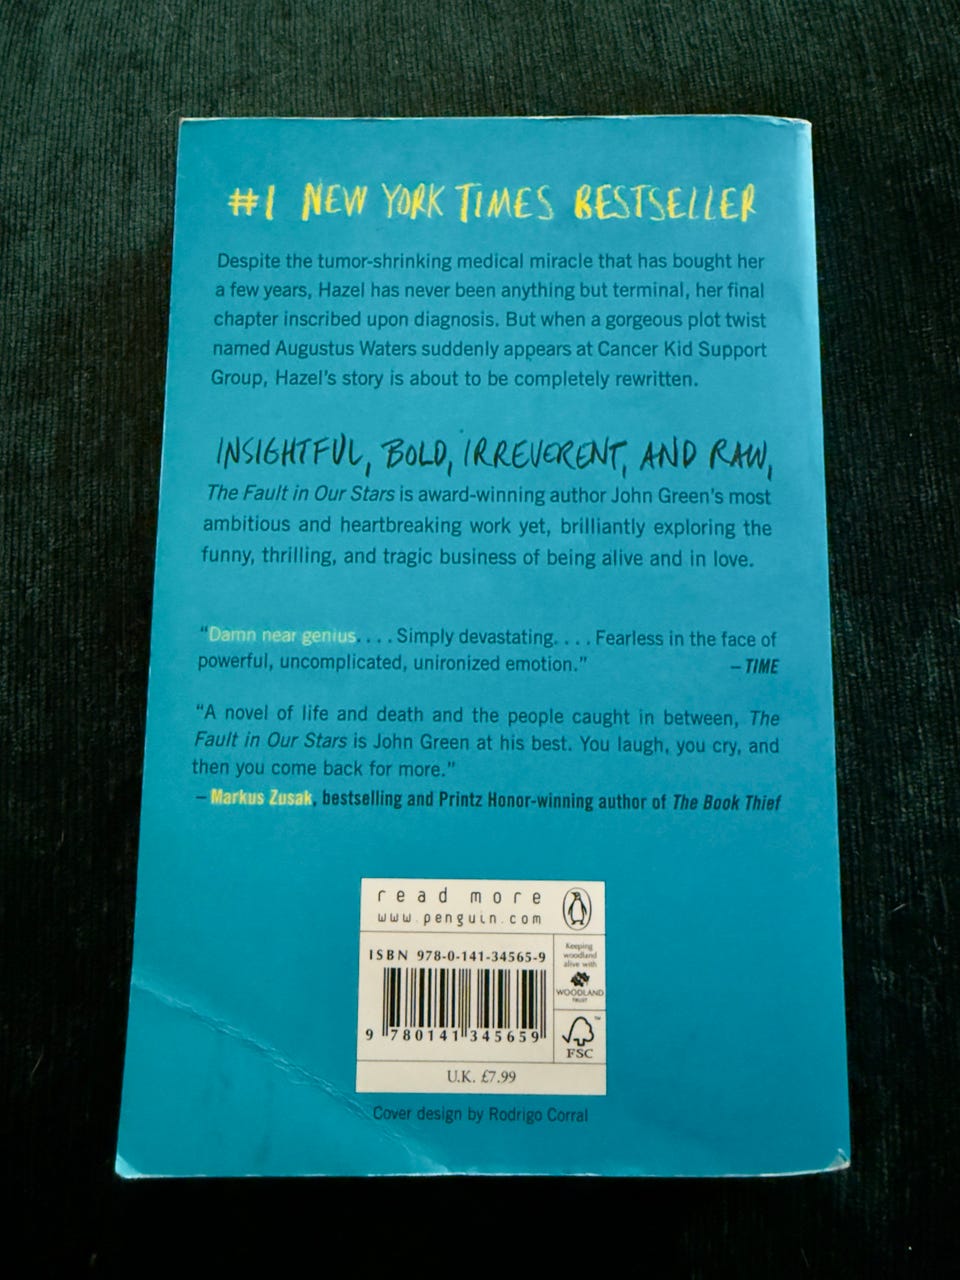 #1 NEW YORK TIMES BESTSELLER
Despite the tumor-shrinking medical miracle that has bought her
a few years, Hazel has never been anything but terminal, her final
chapter inscribed upon diagnosis. But when a gorgeous plot twist
named Augustus Waters suddenly appears at Cancer Kid Support
Group, Hazel's story is about to be completely rewritten.
INSIGHTFUL, BOLD, IRREVERENT, AND RAW,
The Fault in Our Stars is award-winning author John Green's most
ambitious and heartbreaking work yet, brilliantly exploring the
funny, thrilling, and tragic business of being alive and in love.
“Damn near genius. . . . Simply devastating. . . . Fearless in the face of
powerful, uncomplicated, unironized emotion.” – TIME
“A novel of life and death and the people caught in between, The
Fault in Our Stars is John Green at his best. You laugh, you cry, and
then you come back for more.”
– Markus Zusak, bestselling and Printz Honor-winning author of The Book Thief
read more
www.penguin.com
ISBN 978-0-141-34565-9
9 780141 345659
Keeping
woodland
alive with
WOODLAND
TRUST
™
FSC
U.K. £7.99
Cover design by Rodrigo Corral